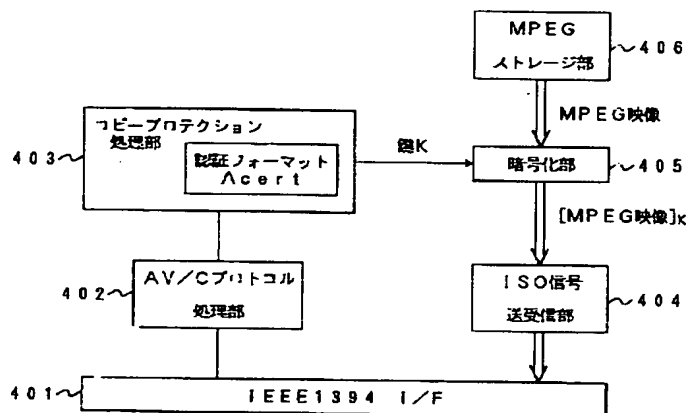 MPEG
ストレージ部
406
MPEG映像
コピープロテクション
処理部
403
認証フォーマット
Acert
鍵K
暗号化部
405
[MPEG映像]K
AV/Cプロトコル
処理部
402
ISO信号
送受信部
404
401
IEEE1394 I/F